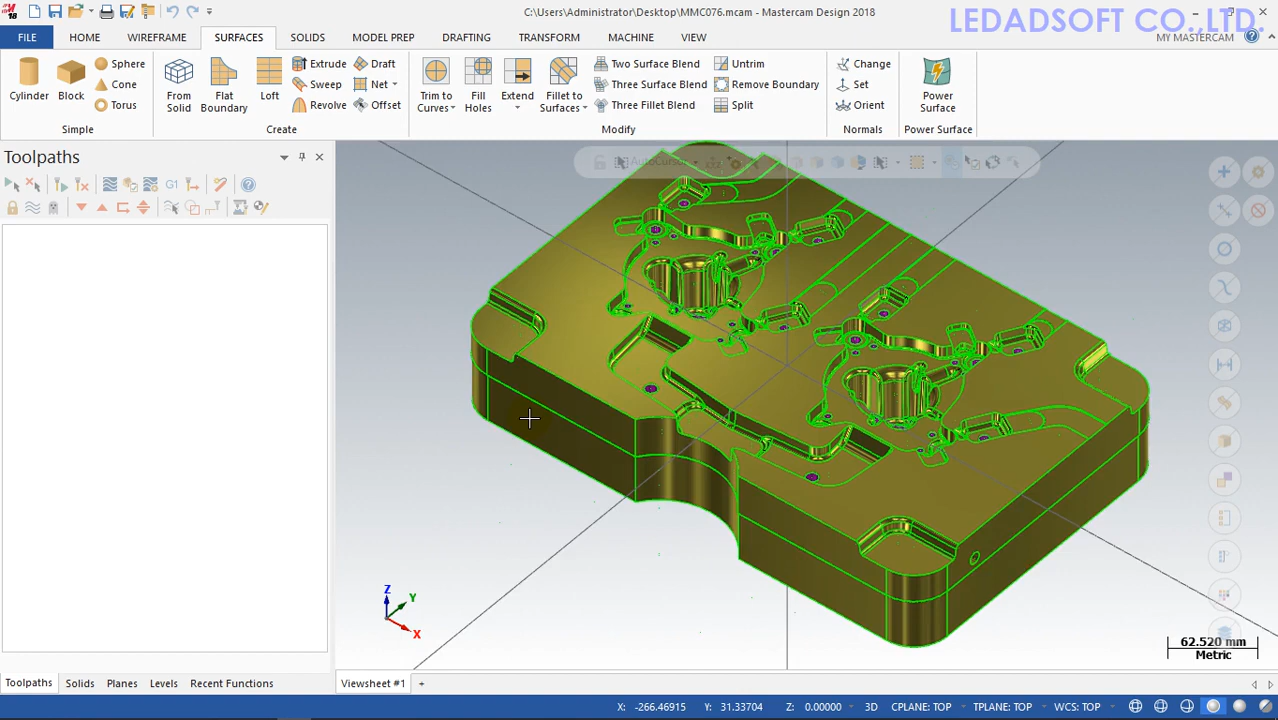 C:\Users\Administrator\Desktop\MMC076.mcam - Mastercam Design 2018
LEDADSOFT CO.,LTD.
FILE HOME WIREFRAME SURFACES SOLIDS MODEL PREP DRAFTING TRANSFORM MACHINE VIEW MY MASTERCAM
Cylinder
Block
Sphere
Cone
Torus
Simple
From Solid
Flat Boundary
Loft
Extrude
Sweep
Revolve
Draft
Net
Offset
Create
Trim to Curves
Fill Holes
Extend
Fillet to Surfaces
Two Surface Blend
Three Surface Blend
Three Fillet Blend
Untrim
Remove Boundary
Split
Modify
Change
Set
Orient
Normals
Power Surface
Power Surface
Toolpaths
G1
AutoCursor
Z
Y
X
62.520 mm
Metric
Toolpaths Solids Planes Levels Recent Functions
Viewsheet #1 +
X: -266.46915 Y: 31.33704 Z: 0.00000 3D CPLANE: TOP TPLANE: TOP WCS: TOP